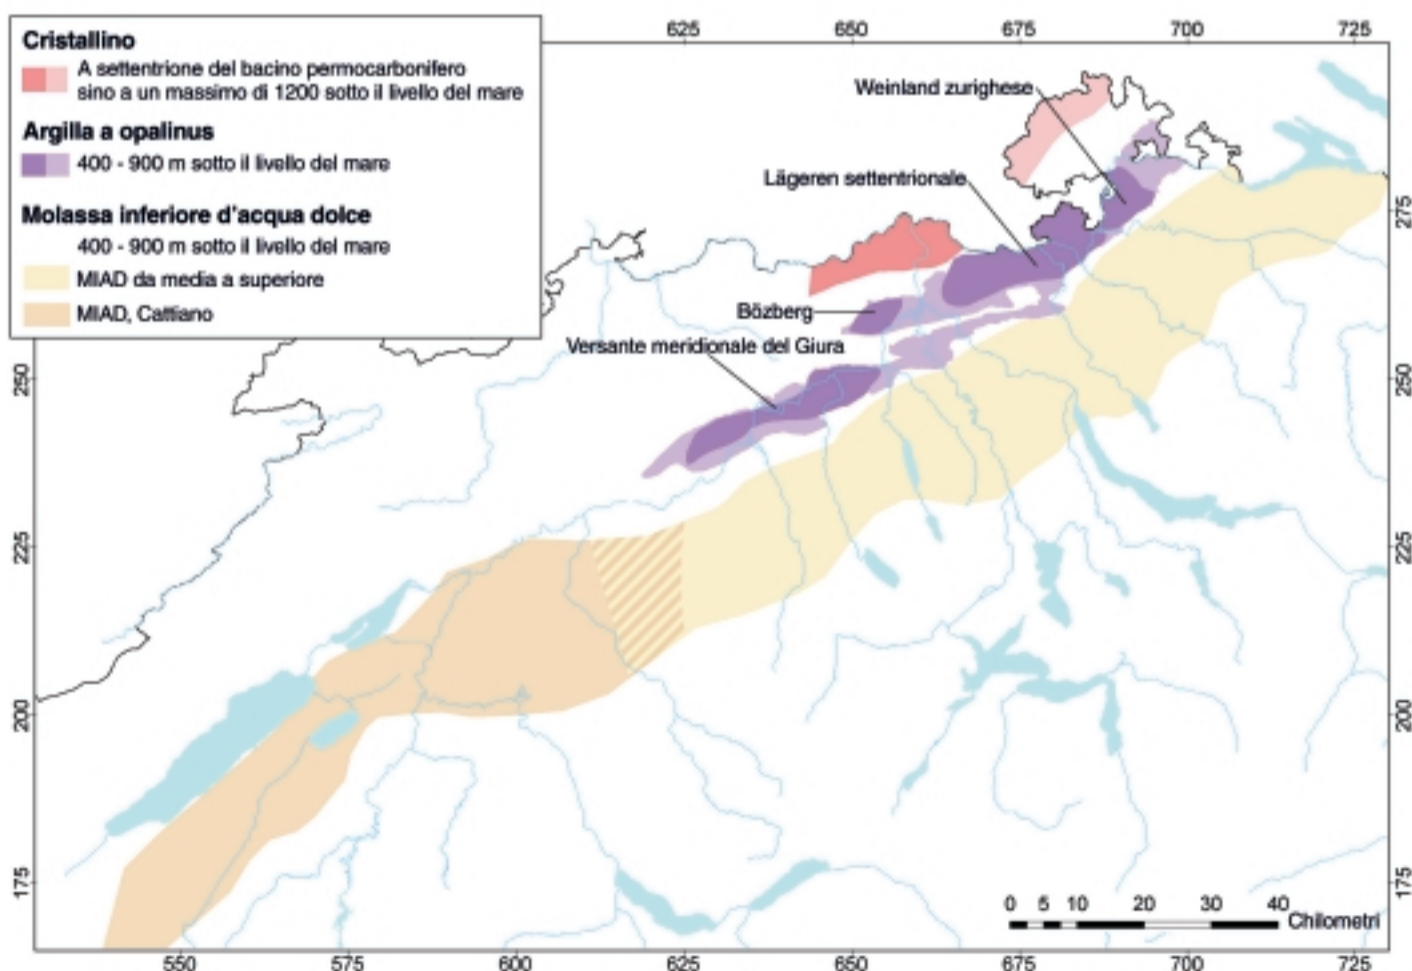 Cristallino
A settentrione del bacino permocarbonifero
sino a un massimo di 1200 sotto il livello del mare
Argilla a opalinus
400 - 900 m sotto il livello del mare
Molassa inferiore d'acqua dolce
400 - 900 m sotto il livello del mare
MIAD da media a superiore
MIAD, Cattiano
625 650 675 700 725
Weinland zurighese
Lägeren settentrionale
Bözberg
Versante meridionale del Giura
275
250 250
225 225
200 200
175 175
0 5 10 20 30 40
Chilometri
550 575 600 625 650 675 700 725